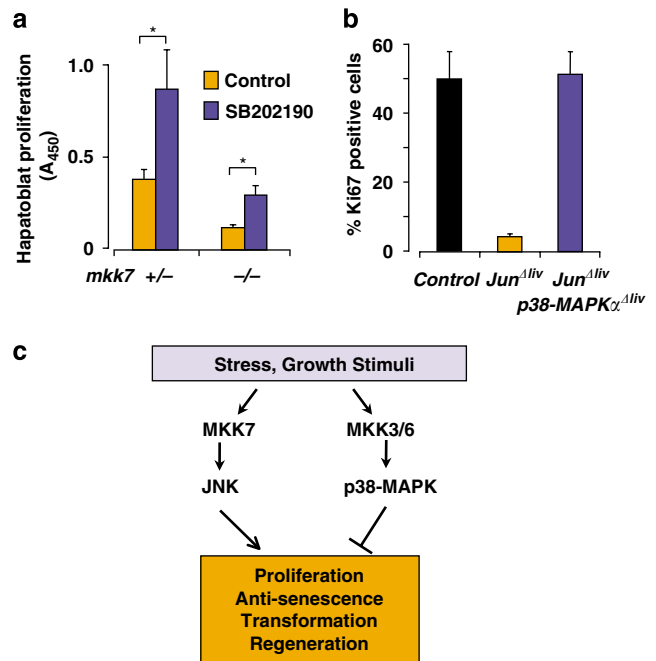 a
*
1.0
Control
SB202190
*
0.5
0
Hapatoblat proliferation
(A450)
mkk7 +/– –/–
b
60
40
20
0
% Ki67 positive cells
Control JunΔliv JunΔliv
p38-MAPKαΔliv
c
Stress, Growth Stimuli
MKK7 MKK3/6
JNK p38-MAPK
Proliferation
Anti-senescence
Transformation
Regeneration